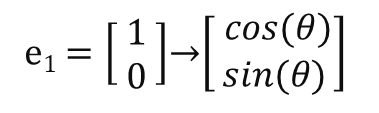 e₁ = [1 0] → [cos(θ) sin(θ)]